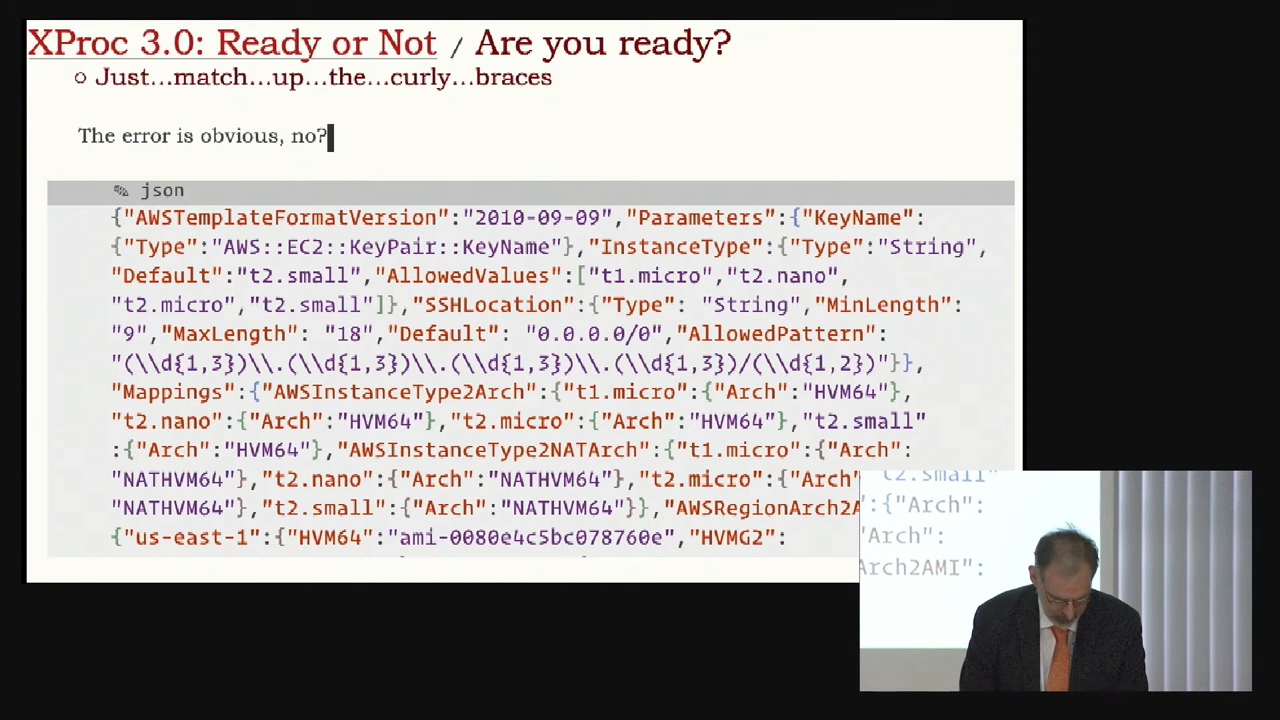 XProc 3.0: Ready or Not / Are you ready?
○ Just…match…up…the…curly…braces
The error is obvious, no?
✎ json
{"AWSTemplateFormatVersion":"2010-09-09","Parameters":{"KeyName":
{"Type":"AWS::EC2::KeyPair::KeyName"},"InstanceType":{"Type":"String",
"Default":"t2.small","AllowedValues":["t1.micro","t2.nano",
"t2.micro","t2.small"]},"SSHLocation":{"Type": "String","MinLength":
"9","MaxLength": "18","Default": "0.0.0.0/0","AllowedPattern":
"(\\d{1,3})\\.(\\d{1,3})\\.(\\d{1,3})\\.(\\d{1,3})/(\\d{1,2})"}},
"Mappings":{"AWSInstanceType2Arch":{"t1.micro":{"Arch":"HVM64"},
"t2.nano":{"Arch":"HVM64"},"t2.micro":{"Arch":"HVM64"},"t2.small"
:{"Arch":"HVM64"},"AWSInstanceType2NATArch":{"t1.micro":{"Arch":
"NATHVM64"},"t2.nano":{"Arch":"NATHVM64"},"t2.micro":{"Arch
"NATHVM64"},"t2.small":{"Arch":"NATHVM64"}},"AWSRegionArch2A
{"us-east-1":{"HVM64":"ami-0080e4c5bc078760e","HVMG2":
t2.small"
":{"Arch":
"Arch":
Arch2AMI":